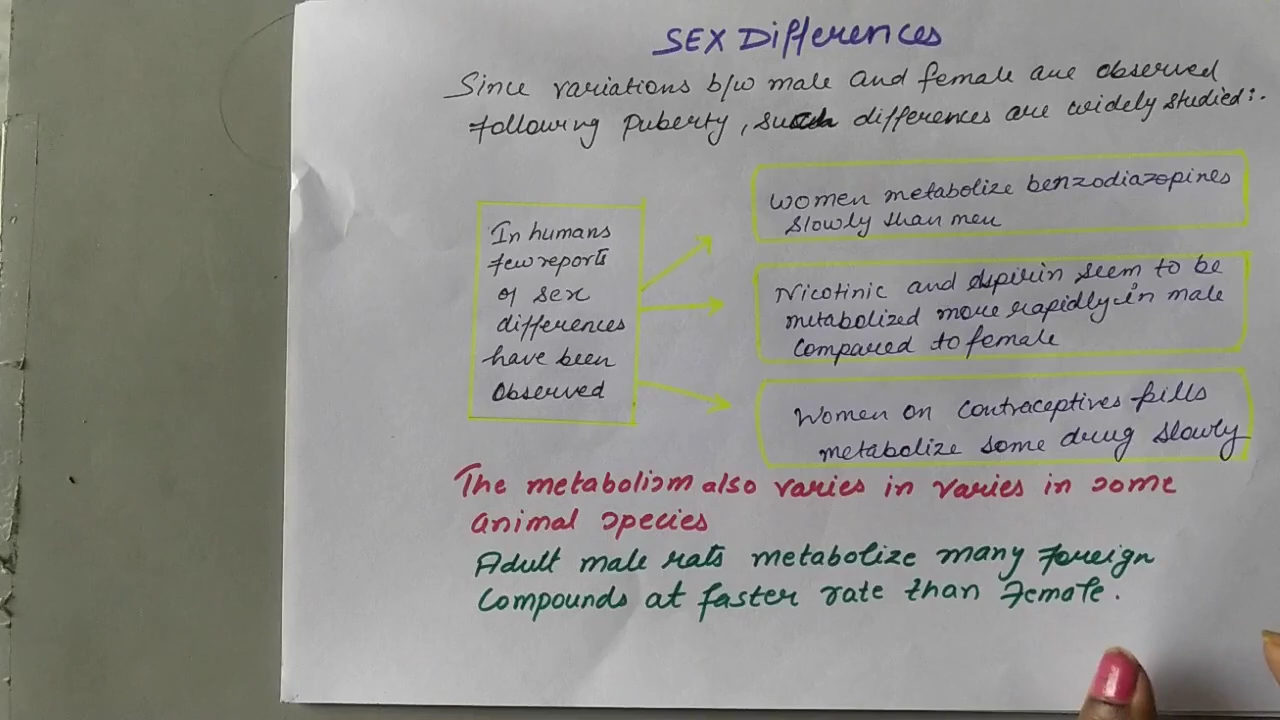 SEX Differences
Since variations b/w male and female are observed
following Puberty, such differences are widely studied:-
In humans
few reports
of sex
differences
have been
Observed
Women metabolize benzodiazopines
slowly than men
Nicotinic and Aspirin seem to be
metabolized more rapidly in male
compared to female
Women on contraceptives pills
metabolize some drug slowly
The metabolism also varies in varies in some
animal species
Adult male rats metabolize many foreign
compounds at faster rate than Female.